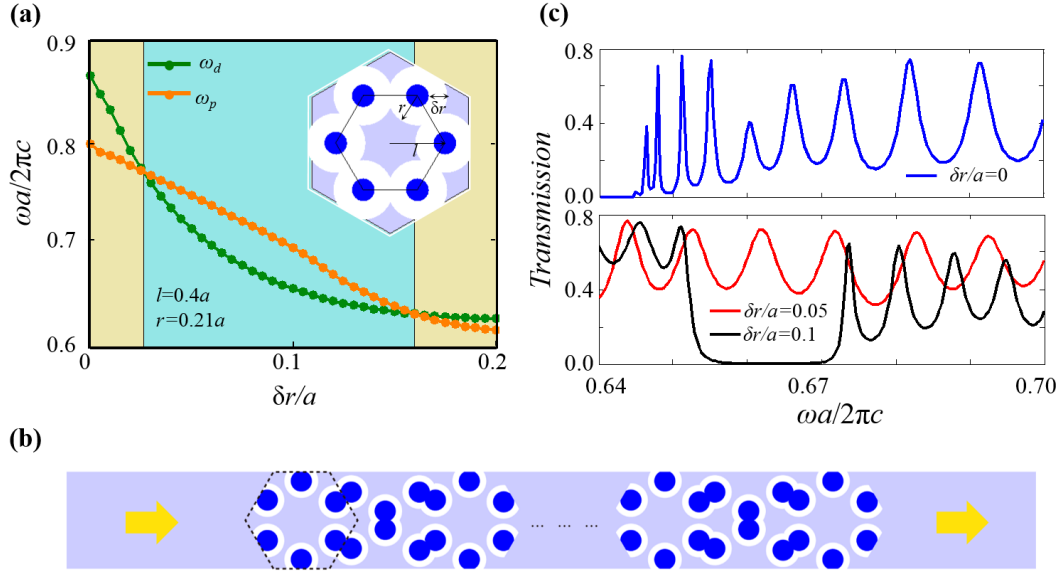 (a)
ωa/2πc
0.9
0.8
0.7
0.6
ω_d
ω_p
r
δr
l
l=0.4a
r=0.21a
0
0.1
0.2
δr/a
(c)
Transmission
0.8
0.4
0.0
δr/a=0
0.8
0.4
0.0
δr/a=0.05
δr/a=0.1
0.64
0.67
0.70
ωa/2πc
(b)
... ... ...